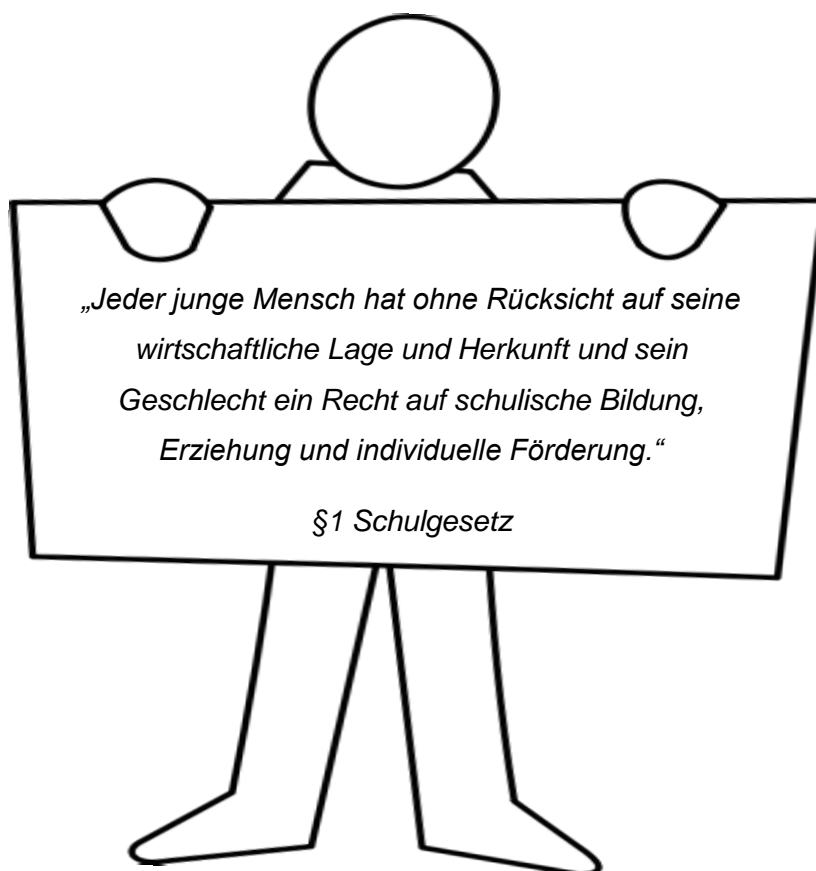 „Jeder junge Mensch hat ohne Rücksicht auf seine
wirtschaftliche Lage und Herkunft und sein
Geschlecht ein Recht auf schulische Bildung,
Erziehung und individuelle Förderung.“
§1 Schulgesetz